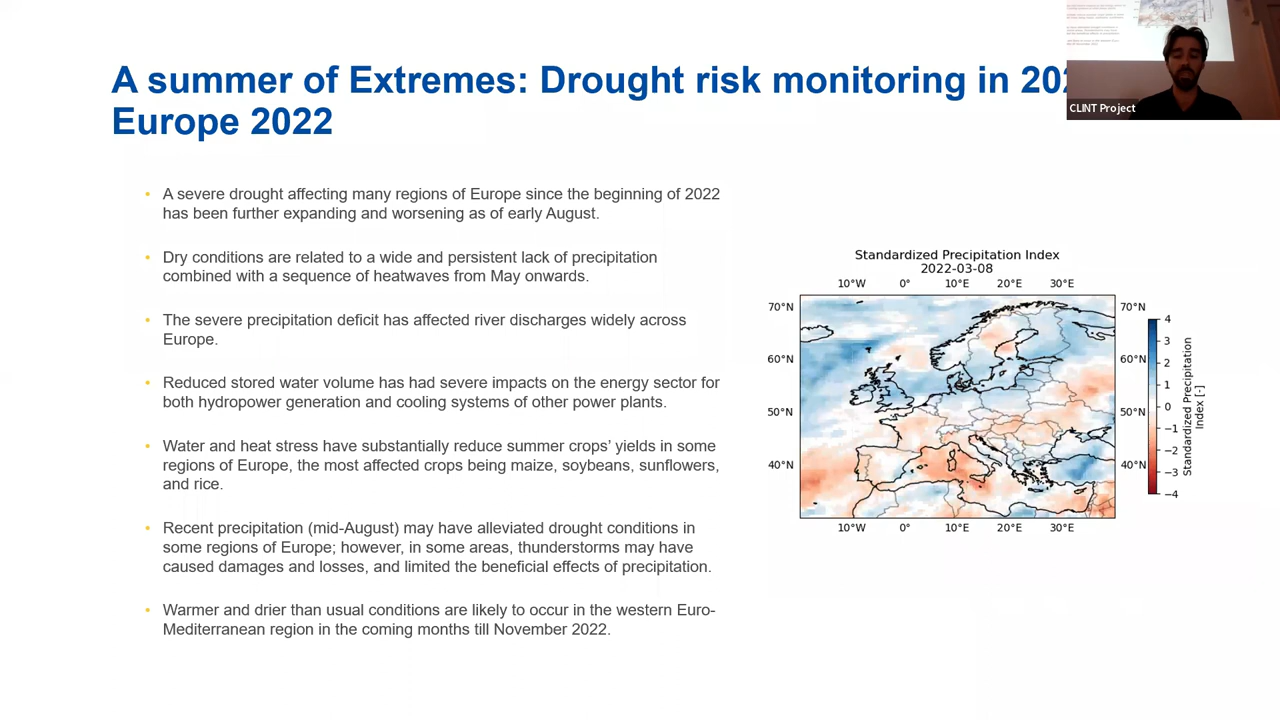 A summer of Extremes: Drought risk monitoring in
Europe 2022
CLINT Project
• A severe drought affecting many regions of Europe since the beginning of 2022
has been further expanding and worsening as of early August.
• Dry conditions are related to a wide and persistent lack of precipitation
combined with a sequence of heatwaves from May onwards.
• The severe precipitation deficit has affected river discharges widely across
Europe.
• Reduced stored water volume has had severe impacts on the energy sector for
both hydropower generation and cooling systems of other power plants.
• Water and heat stress have substantially reduce summer crops’ yields in some
regions of Europe, the most affected crops being maize, soybeans, sunflowers,
and rice.
• Recent precipitation (mid-August) may have alleviated drought conditions in
some regions of Europe; however, in some areas, thunderstorms may have
caused damages and losses, and limited the beneficial effects of precipitation.
• Warmer and drier than usual conditions are likely to occur in the western Euro-
Mediterranean region in the coming months till November 2022.
Standardized Precipitation Index
2022-03-08
10°W 0° 10°E 20°E 30°E
70°N 70°N
60°N 60°N
50°N 50°N
40°N 40°N
10°W 0° 10°E 20°E 30°E
4
3
2
1
0
−1
−2
−3
−4
Standardized Precipitation
Index [-]